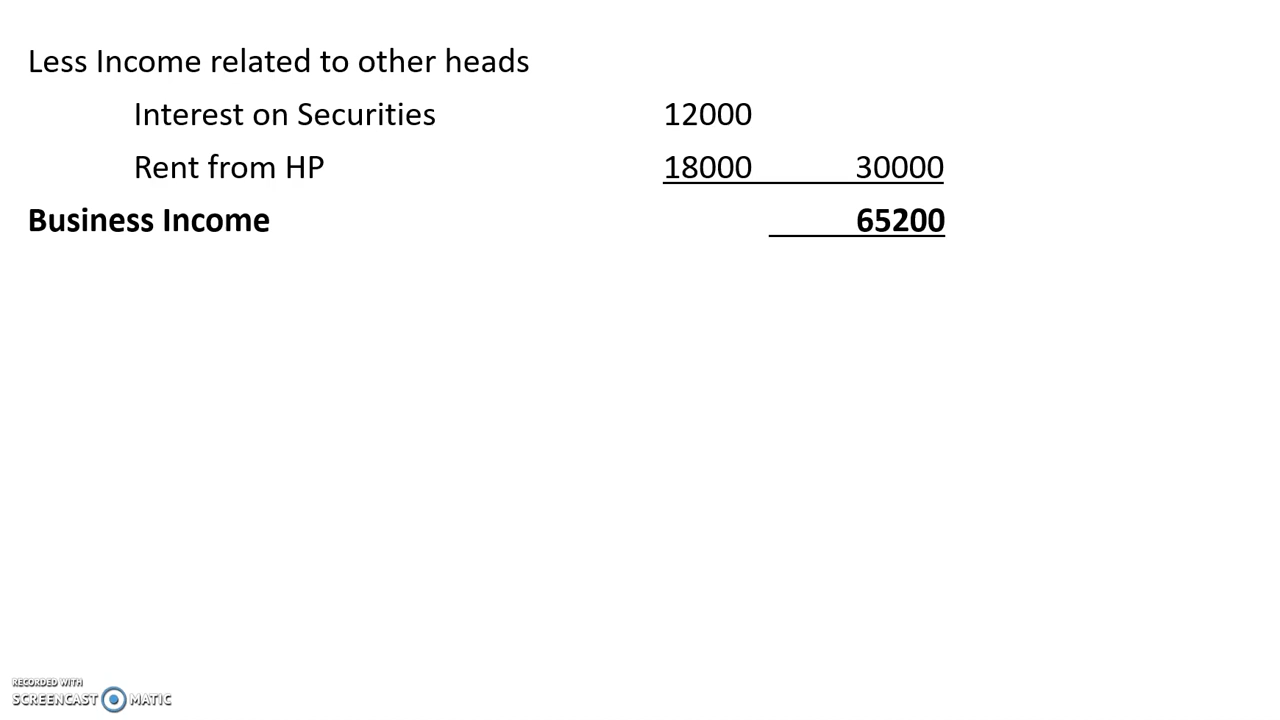 Less Income related to other heads
Interest on Securities 12000
Rent from HP 18000 30000
Business Income 65200
RECORDED WITH
SCREENCAST MATIC